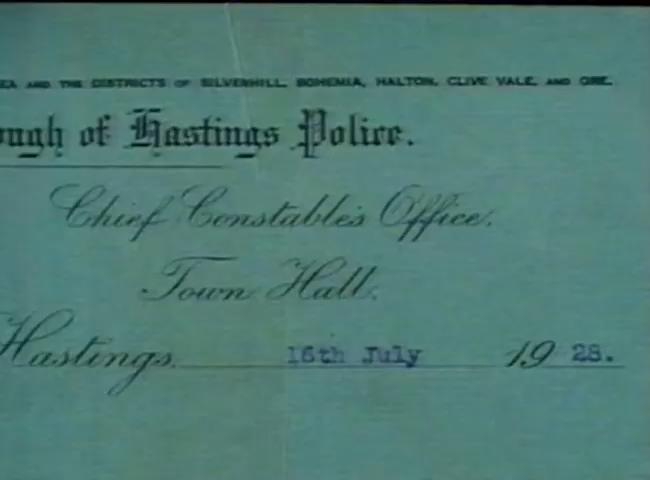 AND THE DISTRICTS OF SILVERHILL, BOHEMIA, HALTON, CLIVE VALE, AND ORE.
ough of Hastings Police.
Chief Constable's Office.
Town Hall.
Hastings, 16th July 1928.